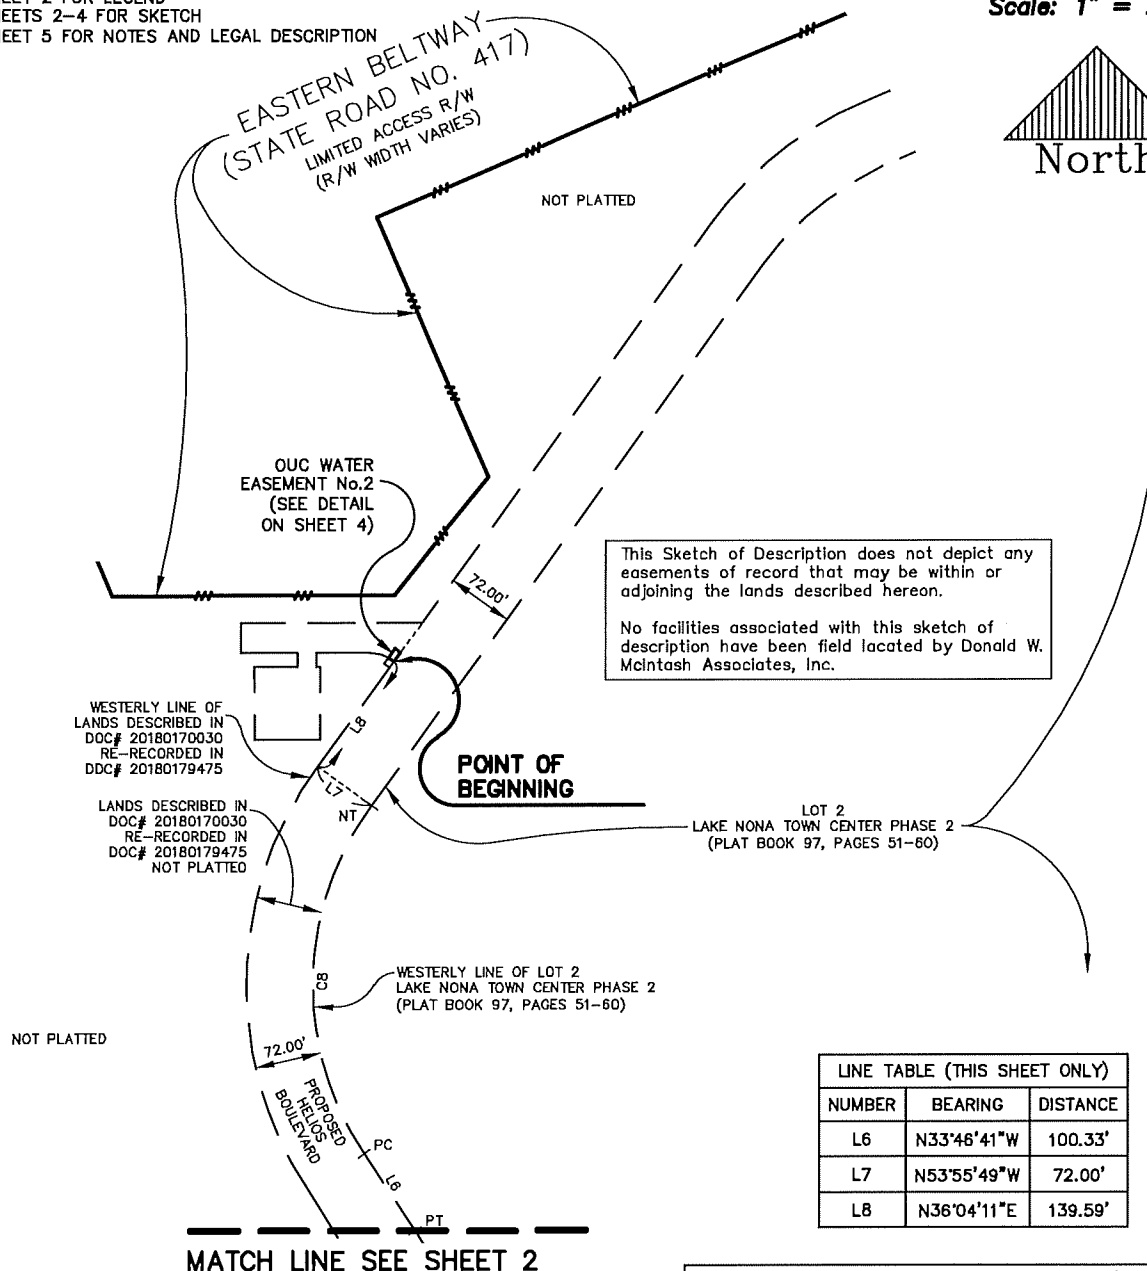 EETS 2-4 FOR SKETCH
EET 5 FOR NOTES AND LEGAL DESCRIPTION
Scale: 1" =
North
EASTERN BELTWAY
(STATE ROAD NO. 417)
LIMITED ACCESS R/W
(R/W WIDTH VARIES)
NOT PLATTED
OUC WATER
EASEMENT No.2
(SEE DETAIL
ON SHEET 4)
72.00'
This Sketch of Description does not depict any
easements of record that may be within or
adjoining the lands described hereon.
No facilities associated with this sketch of
description have been field located by Donald W.
McIntash Associates, Inc.
WESTERLY LINE OF
LANDS DESCRIBED IN
DOC# 20180170030
RE-RECORDED IN
DDC# 20180179475
L8
L7
NT
POINT OF
BEGINNING
LANDS DESCRIBED IN
DOC# 20180170030
RE-RECORDED IN
DOC# 20180179475
NOT PLATTED
LOT 2
LAKE NONA TOWN CENTER PHASE 2
(PLAT BOOK 97, PAGES 51-60)
C8
WESTERLY LINE OF LOT 2
LAKE NONA TOWN CENTER PHASE 2
(PLAT BOOK 97, PAGES 51-60)
NOT PLATTED
72.00'
PROPOSED
HELIOS
BOULEVARD
PC
L6
PT
MATCH LINE SEE SHEET 2
LINE TABLE (THIS SHEET ONLY)
NUMBER BEARING DISTANCE
L6 N33°46'41"W 100.33'
L7 N53°55'49"W 72.00'
L8 N36°04'11"E 139.59'